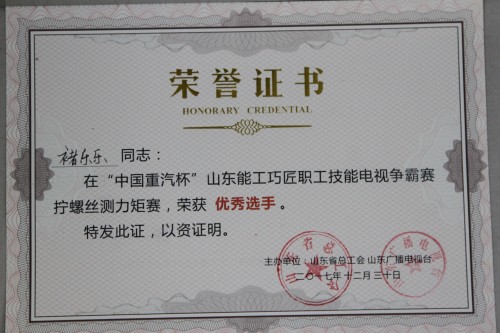 荣誉证书
HONORARY CREDENTIAL
褚乐乐 同志：
在“中国重汽杯”山东能工巧匠职工技能电视争霸赛
拧螺丝测力矩赛，荣获 优秀选手。
特发此证，以资证明。
主办单位：山东省总工会 山东广播电视台
二〇一七年十二月三十日